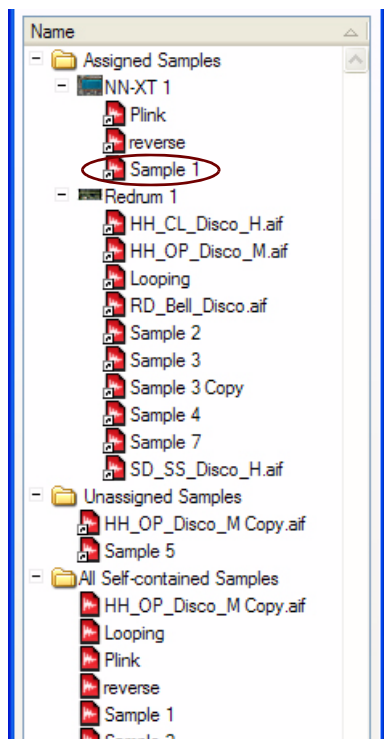 Name
Assigned Samples
NN-XT 1
Plink
reverse
Sample 1
Redrum 1
HH_CL_Disco_H.aif
HH_OP_Disco_M.aif
Looping
RD_Bell_Disco.aif
Sample 2
Sample 3
Sample 3 Copy
Sample 4
Sample 7
SD_SS_Disco_H.aif
Unassigned Samples
HH_OP_Disco_M Copy.aif
Sample 5
All Self-contained Samples
HH_OP_Disco_M Copy.aif
Looping
Plink
reverse
Sample 1